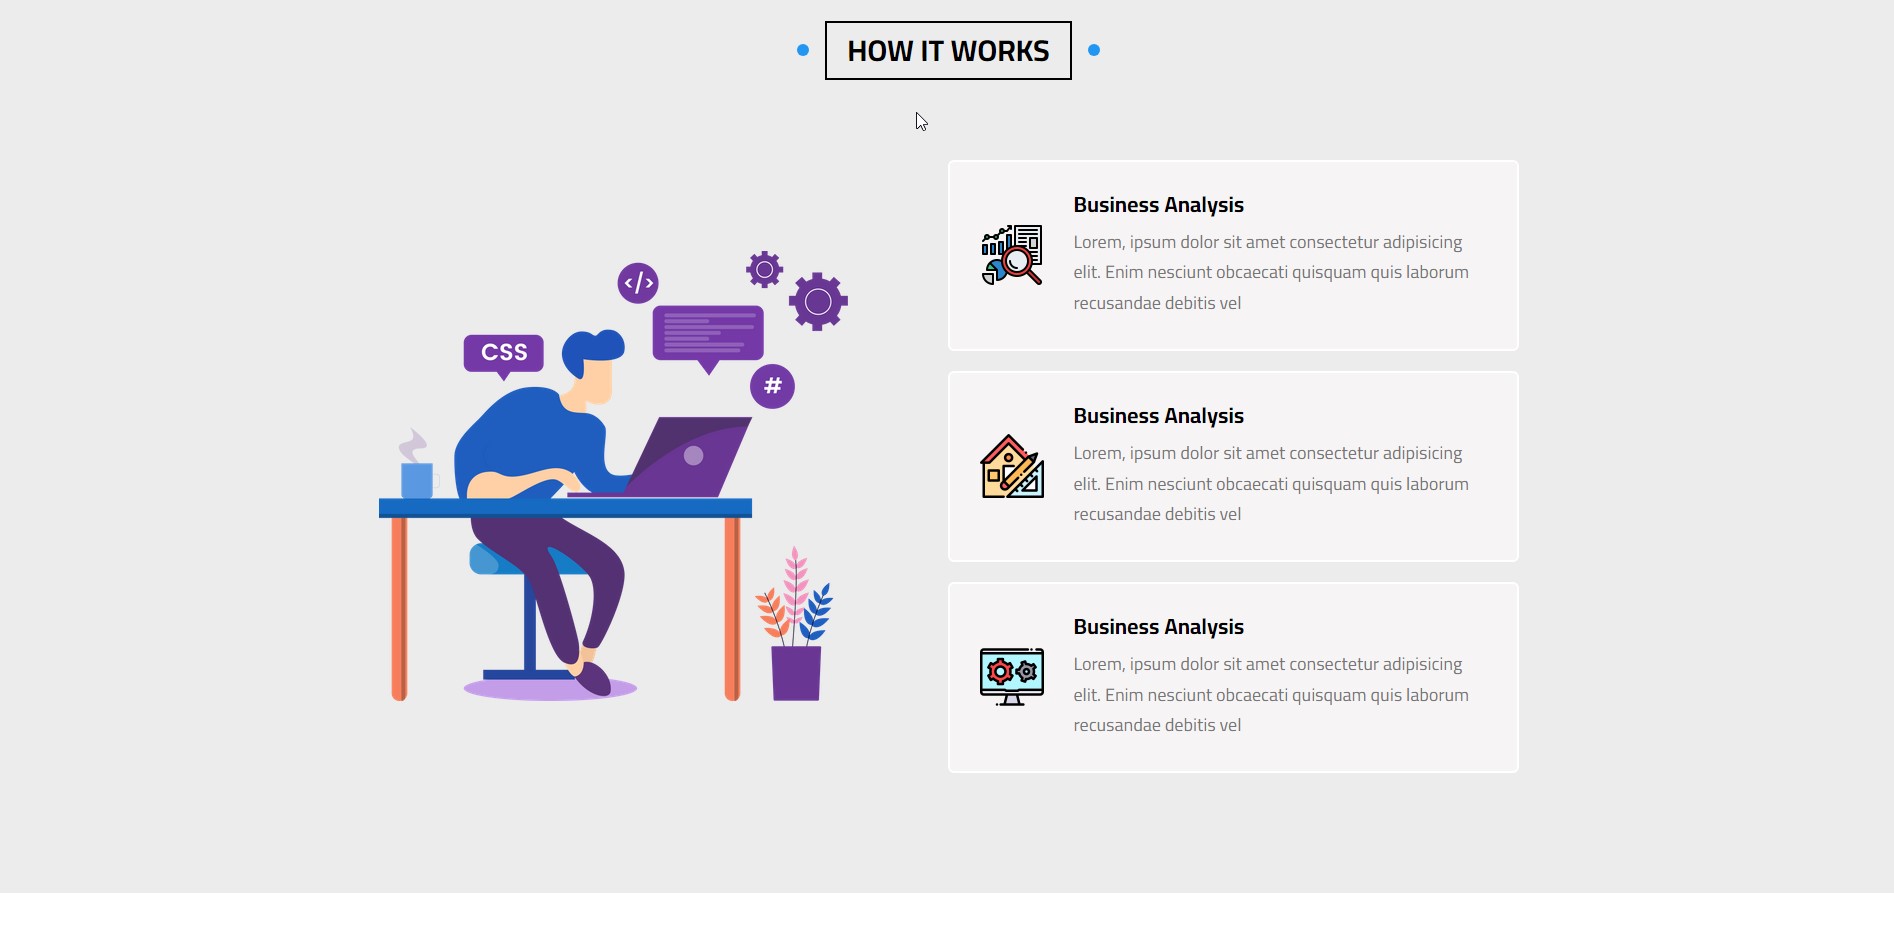 HOW IT WORKS
</>
CSS
#
Business Analysis
Lorem, ipsum dolor sit amet consectetur adipisicing
elit. Enim nesciunt obcaecati quisquam quis laborum
recusandae debitis vel
Business Analysis
Lorem, ipsum dolor sit amet consectetur adipisicing
elit. Enim nesciunt obcaecati quisquam quis laborum
recusandae debitis vel
Business Analysis
Lorem, ipsum dolor sit amet consectetur adipisicing
elit. Enim nesciunt obcaecati quisquam quis laborum
recusandae debitis vel